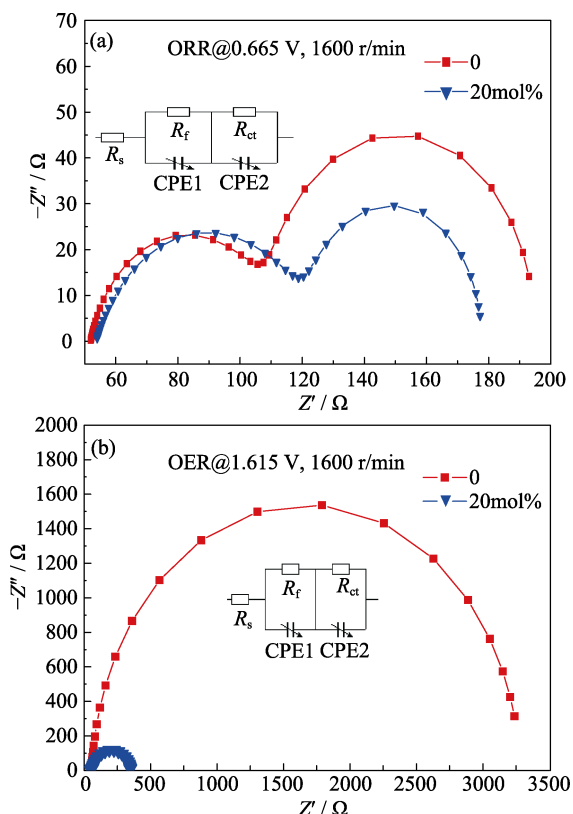 (a)
ORR@0.665 V, 1600 r/min
0
20mol%
R_s
R_f
R_ct
CPE1
CPE2
−Z″ / Ω
70
60
50
40
30
20
10
0
60 80 100 120 140 160 180 200
Z′ / Ω
(b)
OER@1.615 V, 1600 r/min
0
20mol%
R_s
R_f
R_ct
CPE1
CPE2
−Z″ / Ω
2000
1800
1600
1400
1200
1000
800
600
400
200
0
0 500 1000 1500 2000 2500 3000 3500
Z′ / Ω